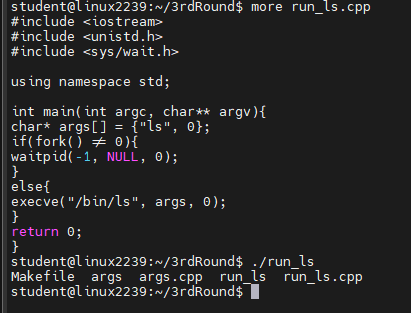 student@linux2239:~/3rdRound$ more run_ls.cpp
#include <iostream>
#include <unistd.h>
#include <sys/wait.h>

using namespace std;

int main(int argc, char** argv){
char* args[] = {"ls", 0};
if(fork() != 0){
waitpid(-1, NULL, 0);
}
else{
execve("/bin/ls", args, 0);
}
return 0;
}
student@linux2239:~/3rdRound$ ./run_ls
Makefile  args  args.cpp  run_ls  run_ls.cpp
student@linux2239:~/3rdRound$